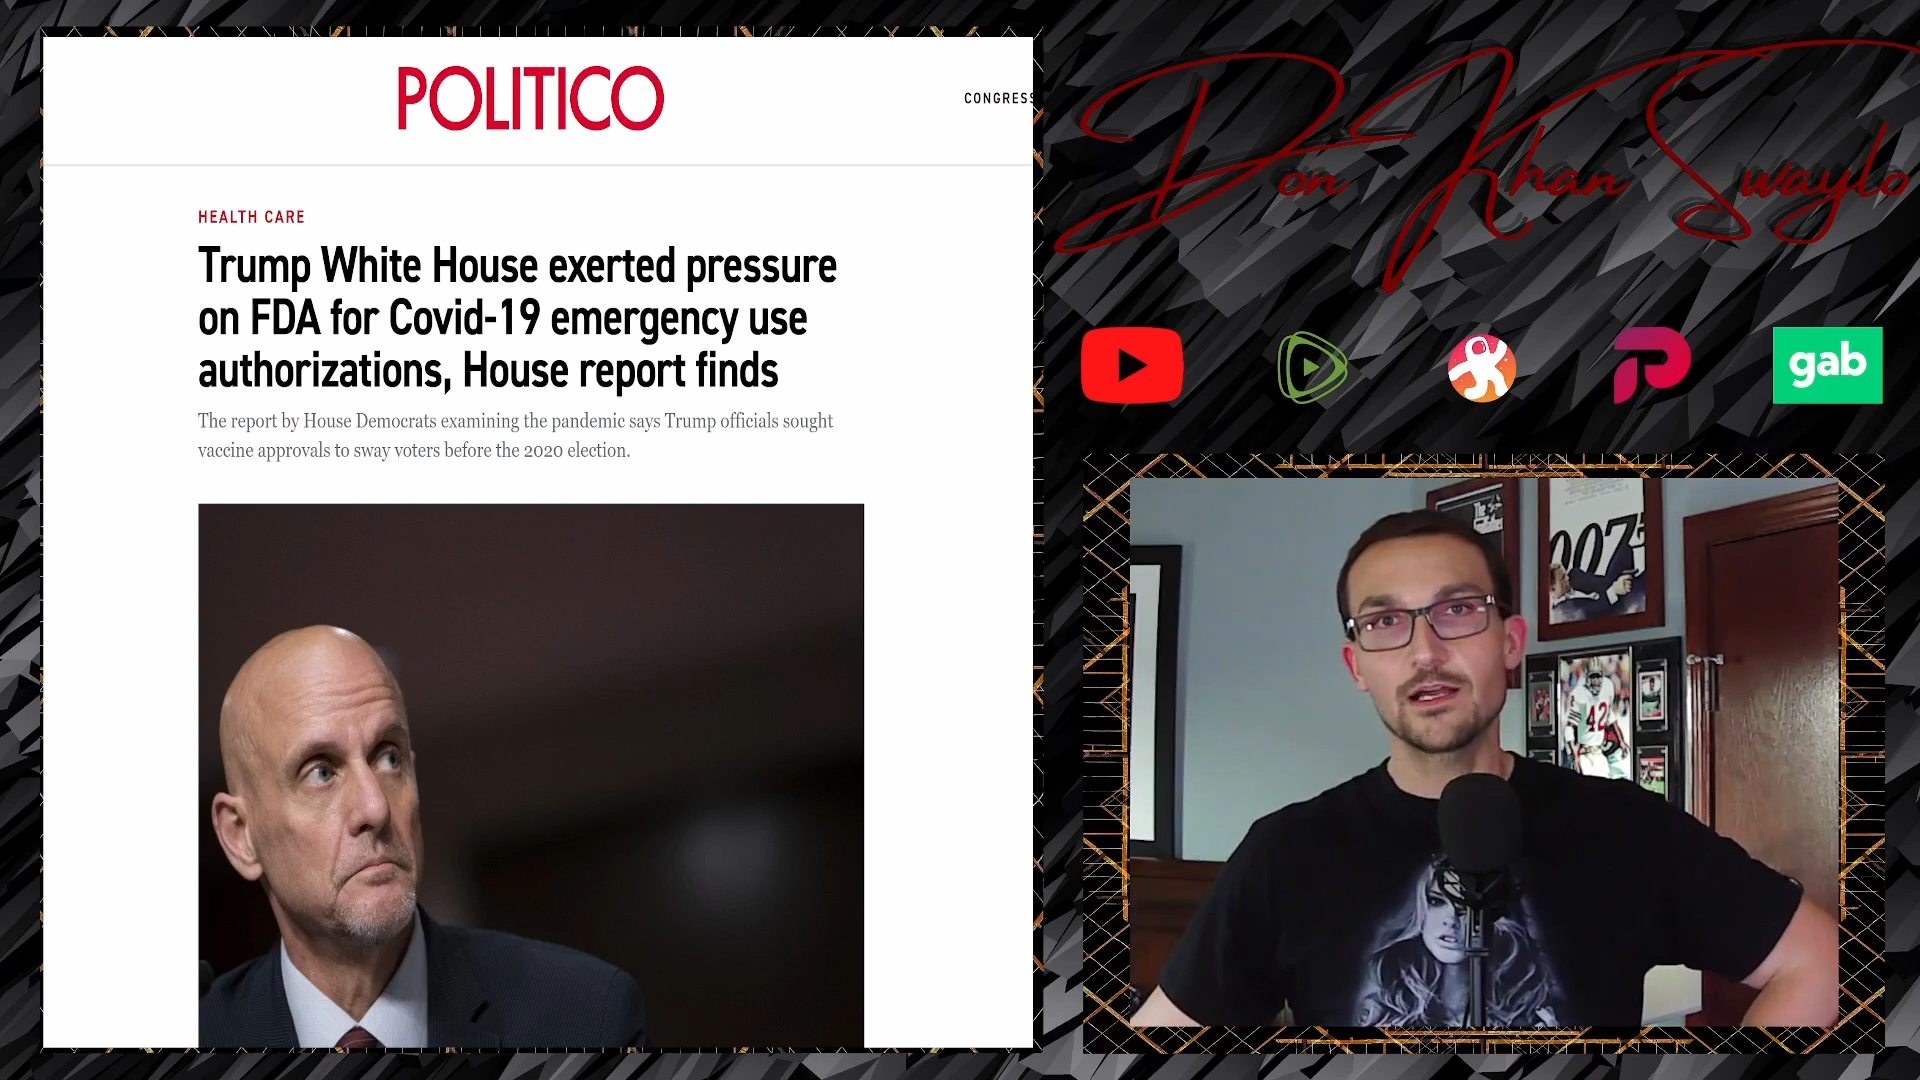 POLITICO
CONGRESS
HEALTH CARE
Trump White House exerted pressure
on FDA for Covid-19 emergency use
authorizations, House report finds
The report by House Democrats examining the pandemic says Trump officials sought
vaccine approvals to sway voters before the 2020 election.
Don Khan Swaylo
gab
The
007
42